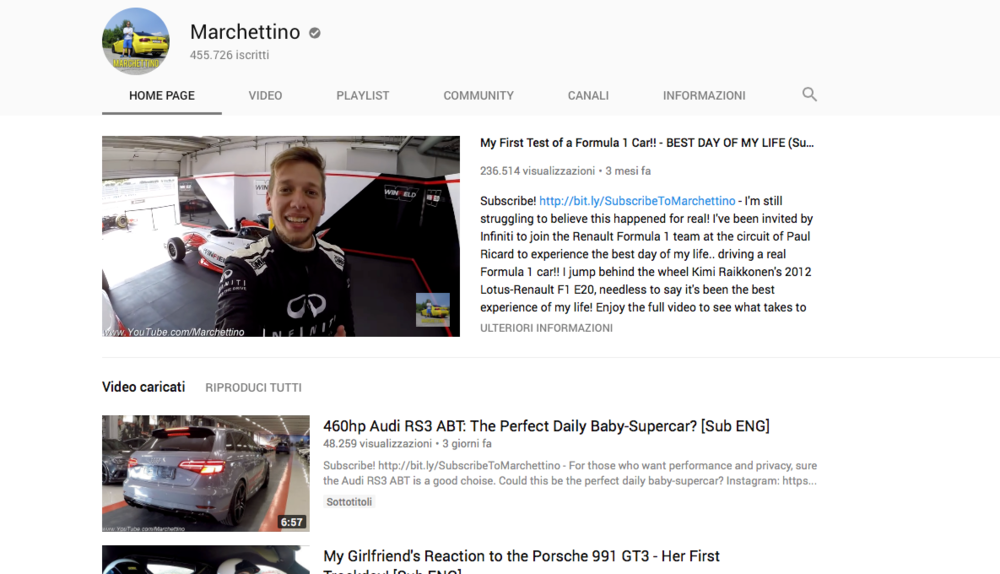 MARCHETTINO
Marchettino
455.726 iscritti
HOME PAGE VIDEO PLAYLIST COMMUNITY CANALI INFORMAZIONI
WINFIELD
INFINITI
www.YouTube.com/Marchettino
My First Test of a Formula 1 Car!! - BEST DAY OF MY LIFE (Su...
236.514 visualizzazioni • 3 mesi fa
Subscribe! http://bit.ly/SubscribeToMarchettino - I'm still
struggling to believe this happened for real! I've been invited by
Infiniti to join the Renault Formula 1 team at the circuit of Paul
Ricard to experience the best day of my life.. driving a real
Formula 1 car!! I jump behind the wheel Kimi Raikkonen's 2012
Lotus-Renault F1 E20, needless to say it's been the best
experience of my life! Enjoy the full video to see what takes to
ULTERIORI INFORMAZIONI
Video caricati RIPRODUCI TUTTI
www.YouTube.com/Marchettino
6:57
460hp Audi RS3 ABT: The Perfect Daily Baby-Supercar? [Sub ENG]
48.259 visualizzazioni • 3 giorni fa
Subscribe! http://bit.ly/SubscribeToMarchettino - For those who want performance and privacy, sure
the Audi RS3 ABT is a good choise. Could this be the perfect daily baby-supercar? Instagram: https...
Sottotitoli
My Girlfriend's Reaction to the Porsche 991 GT3 - Her First
Trackday! [Sub ENG]